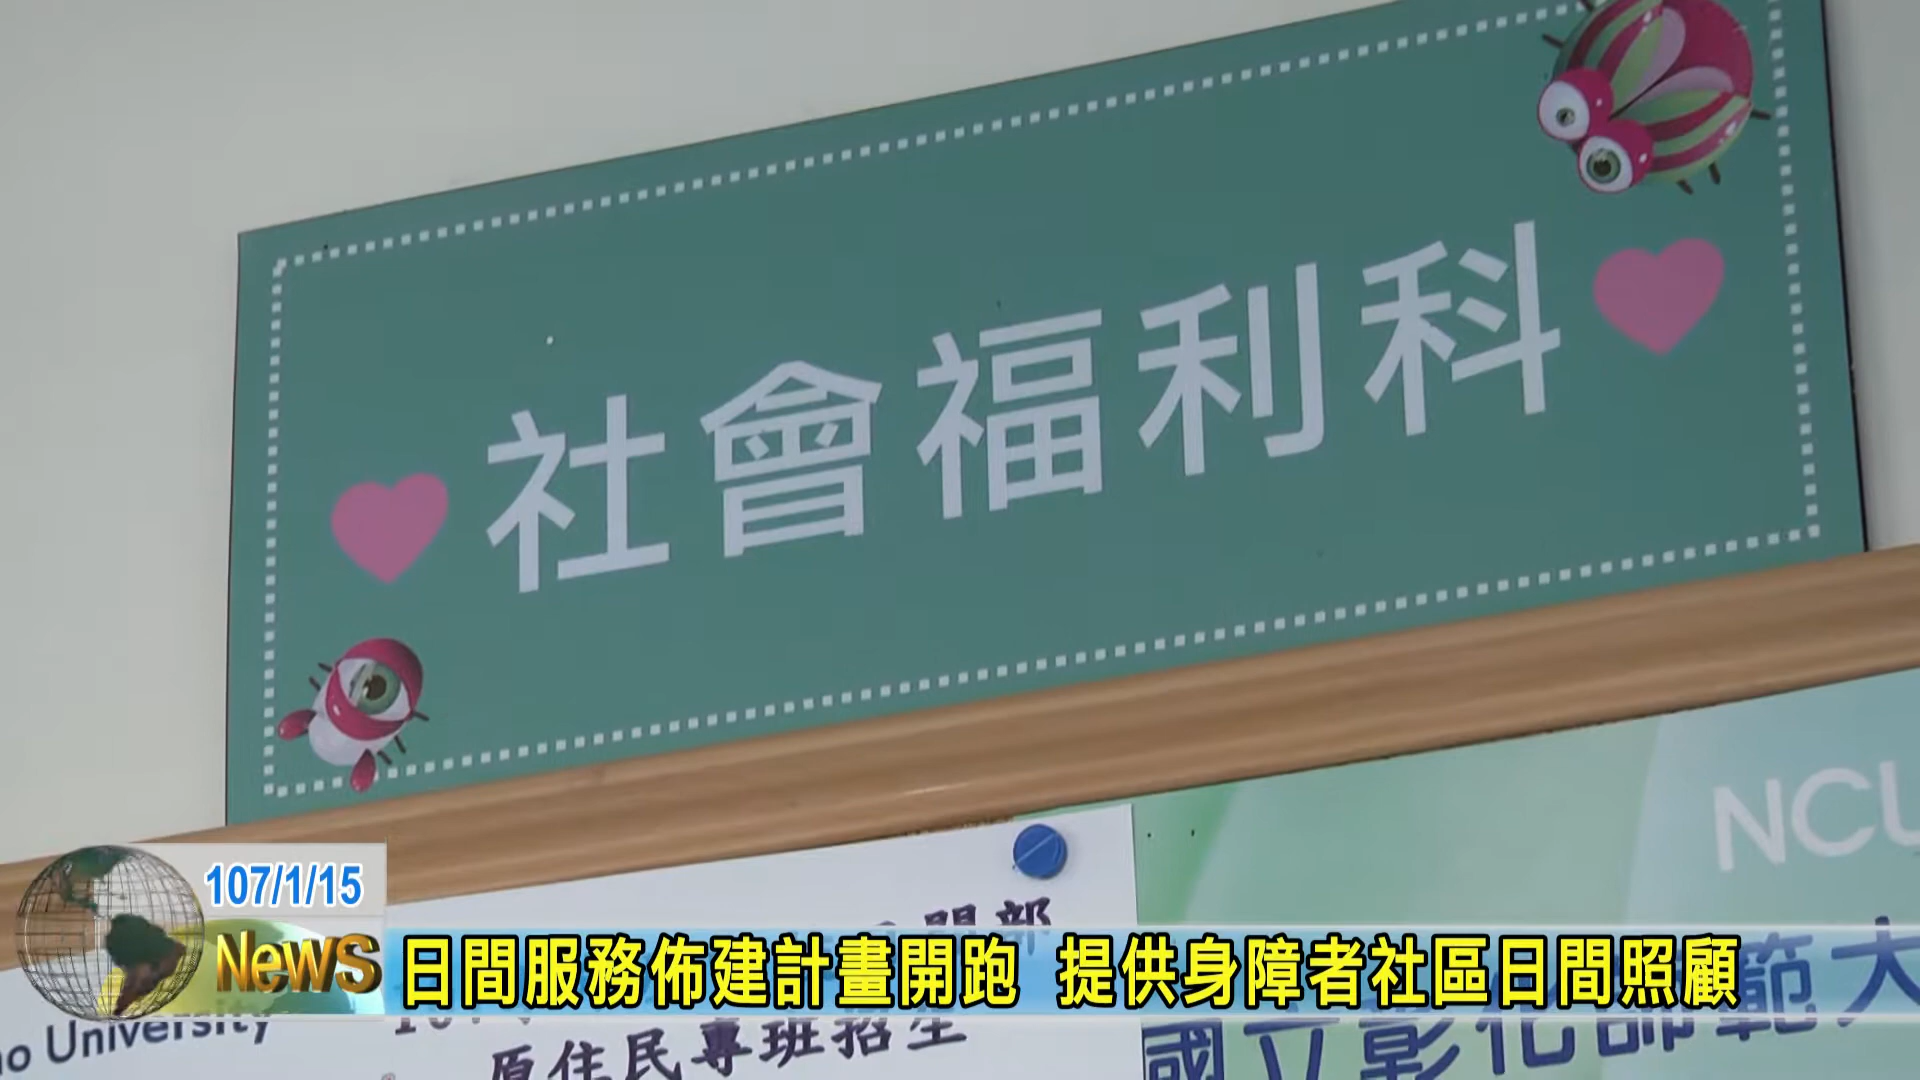 社會福利科
NCU
107/1/15
News
日間服務佈建計畫開跑 提供身障者社區日間照顧
University
原住民專班招生
國立彰化師範大